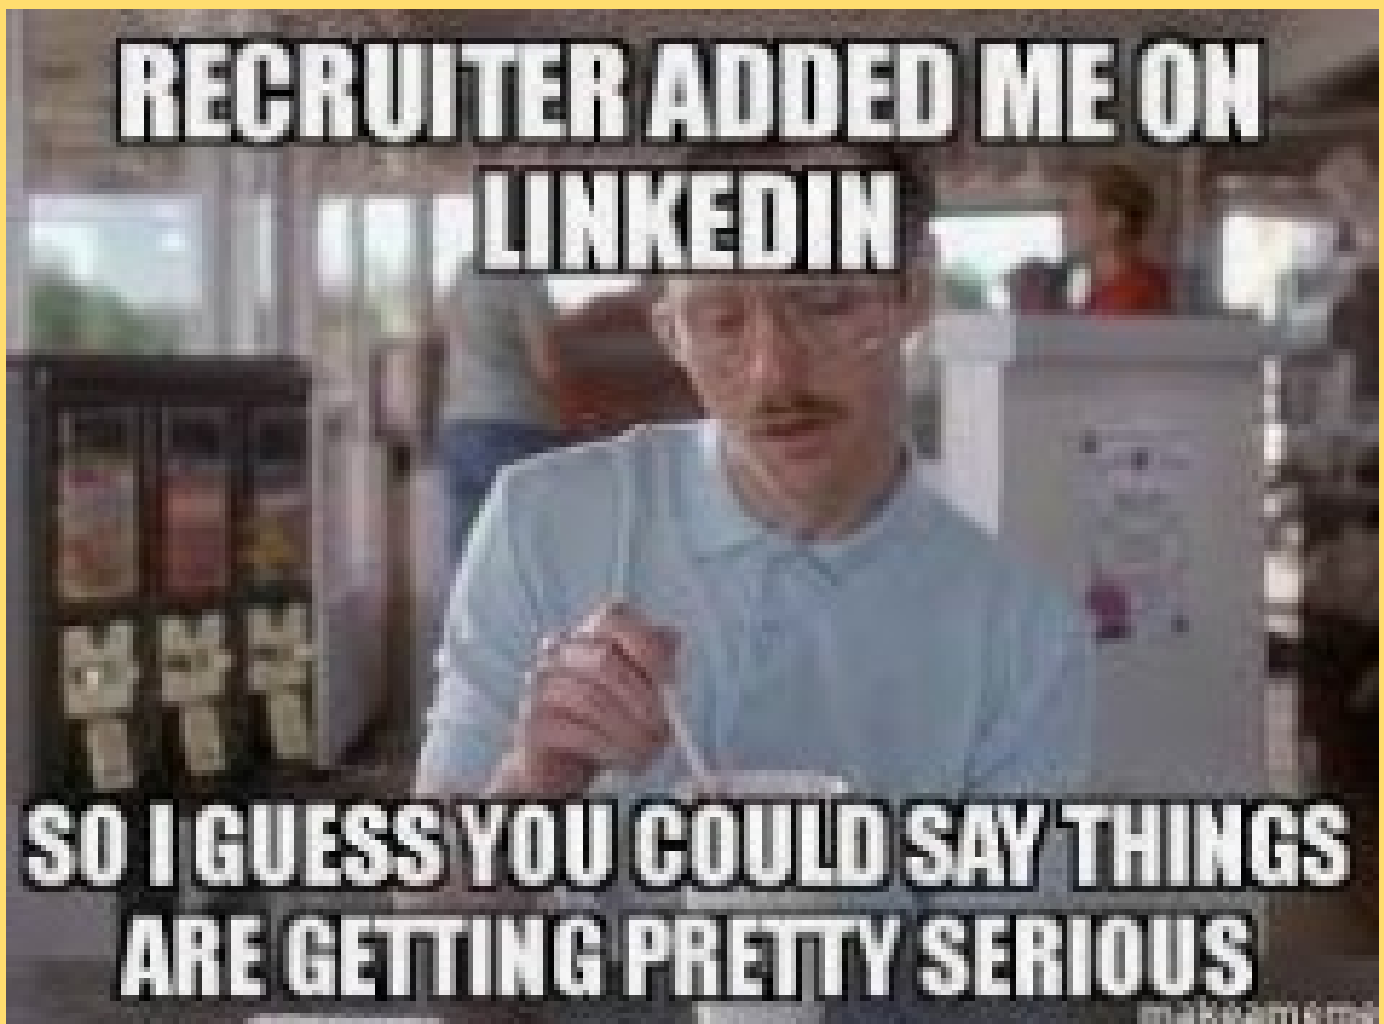 RECRUITER ADDED ME ON
LINKEDIN
SO I GUESS YOU COULD SAY THINGS
ARE GETTING PRETTY SERIOUS